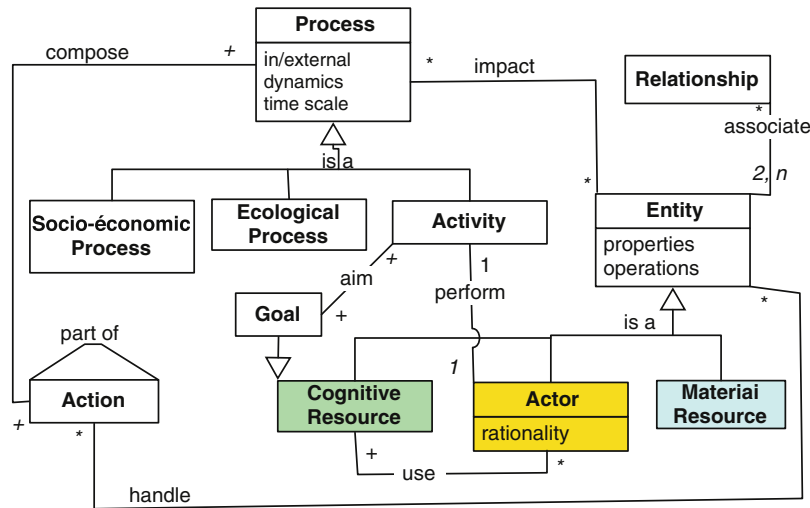 Process
compose
+
in/external
dynamics
time scale
*
impact
Relationship
*
associate
is a
2, n
*
Entity
properties
operations
Socio-économic
Process
Ecological
Process
Activity
+
aim
+
1
perform
*
is a
Goal
part of
1
Cognitive
Resource
Actor
rationality
Materiai
Resource
Action
+
*
+
use
*
handle